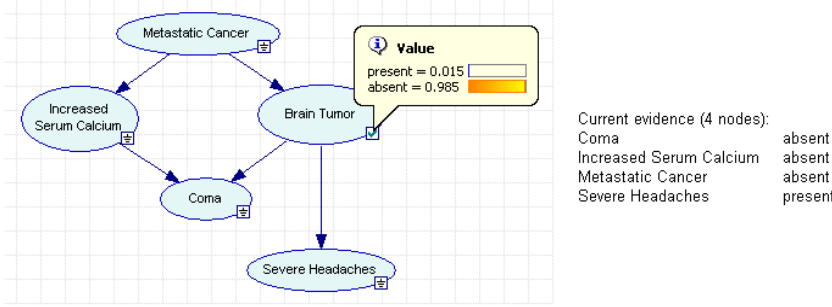 Metastatic Cancer
Value
present = 0.015
absent = 0.985
Increased
Serum Calcium
Brain Tumor
Coma
Severe Headaches
Current evidence (4 nodes):
Coma absent
Increased Serum Calcium absent
Metastatic Cancer absent
Severe Headaches present